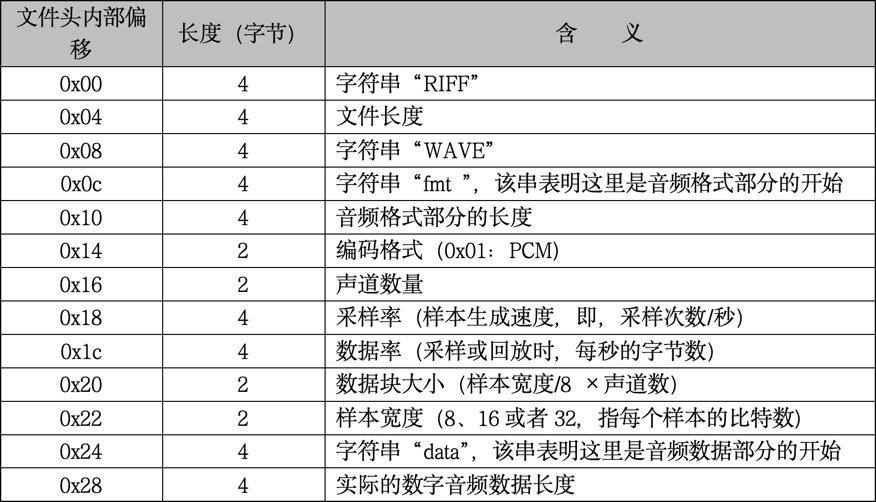 文件头内部偏移 长度（字节） 含 义
0x00 4 字符串“RIFF”
0x04 4 文件长度
0x08 4 字符串“WAVE”
0x0c 4 字符串“fmt ”，该串表明这里是音频格式部分的开始
0x10 4 音频格式部分的长度
0x14 2 编码格式（0x01：PCM）
0x16 2 声道数量
0x18 4 采样率（样本生成速度，即，采样次数/秒）
0x1c 4 数据率（采样或回放时，每秒的字节数）
0x20 2 数据块大小（样本宽度/8 ×声道数）
0x22 2 样本宽度（8、16 或者 32，指每个样本的比特数）
0x24 4 字符串“data”，该串表明这里是音频数据部分的开始
0x28 4 实际的数字音频数据长度